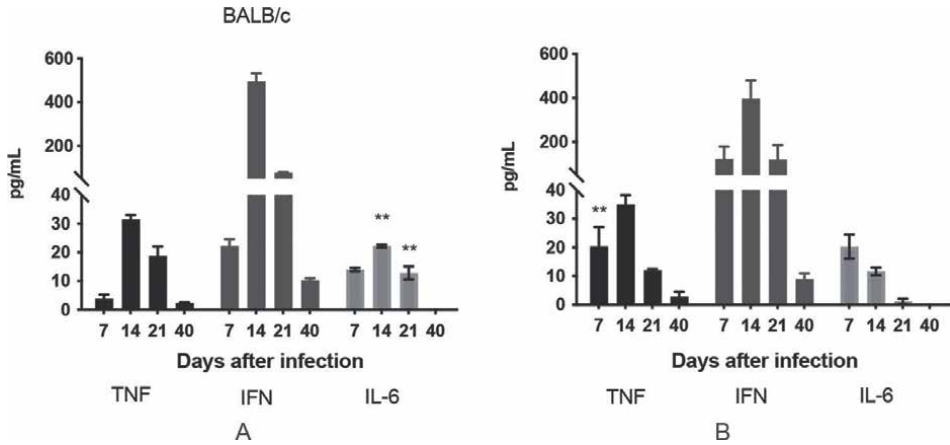 BALB/c
600
400
200
40
30
20
10
0
pg/mL
** **
7 14 21 40 7 14 21 40 7 14 21 40
Days after infection
TNF IFN IL-6
A
600
400
200
40
30
20
10
0
pg/mL
**
7 14 21 40 7 14 21 40 7 14 21 40
Days after infection
TNF IFN IL-6
B